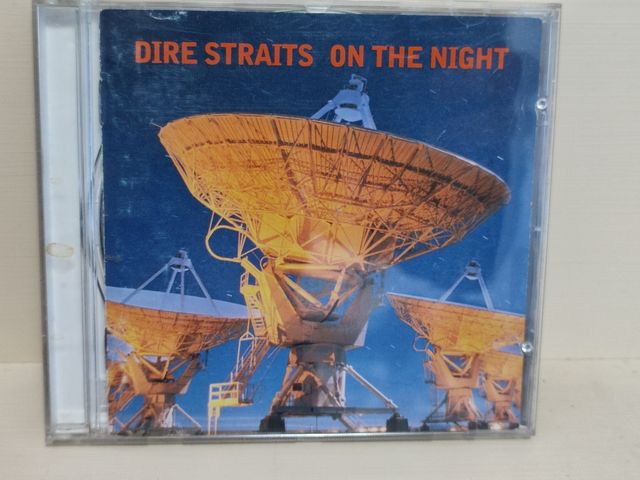 DIRE STRAITS ON THE NIGHT